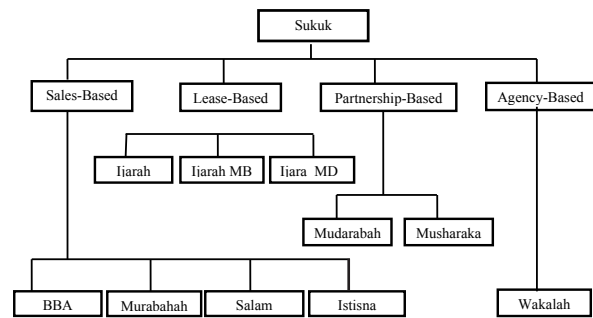 Sukuk
Sales-Based
Lease-Based
Partnership-Based
Agency-Based
Ijarah
Ijarah MB
Ijara MD
Mudarabah
Musharaka
BBA
Murabahah
Salam
Istisna
Wakalah